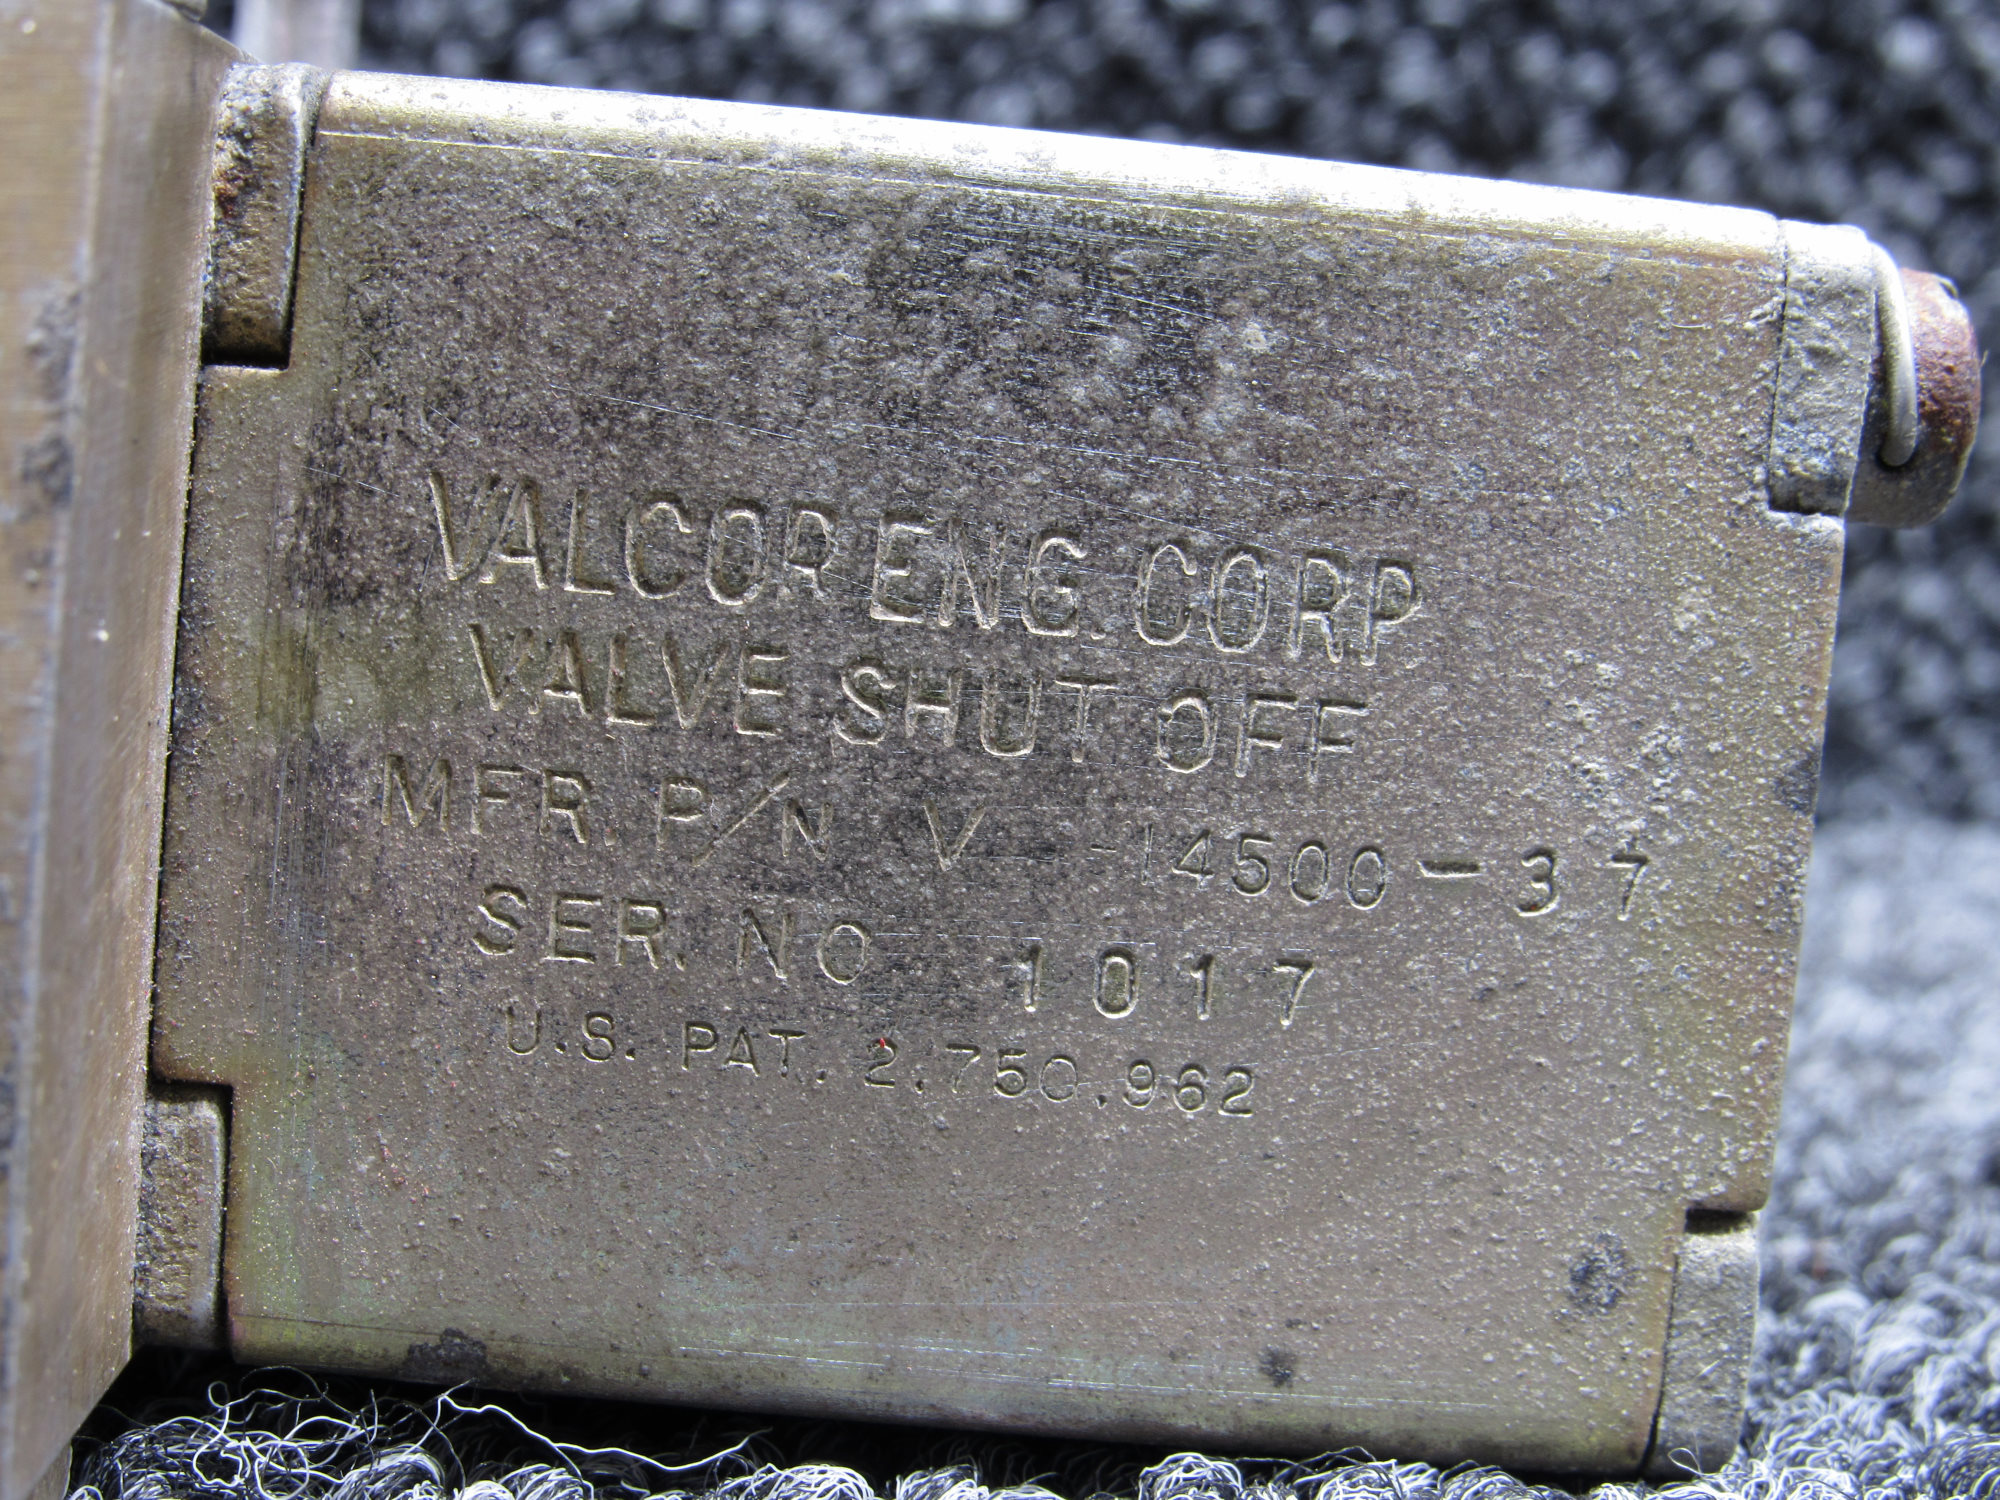 VALCOR ENG. CORP.
VALVE SHUT OFF
MFR. P/N V -14500-37
SER. NO 1017
U.S. PAT. 2,750,962